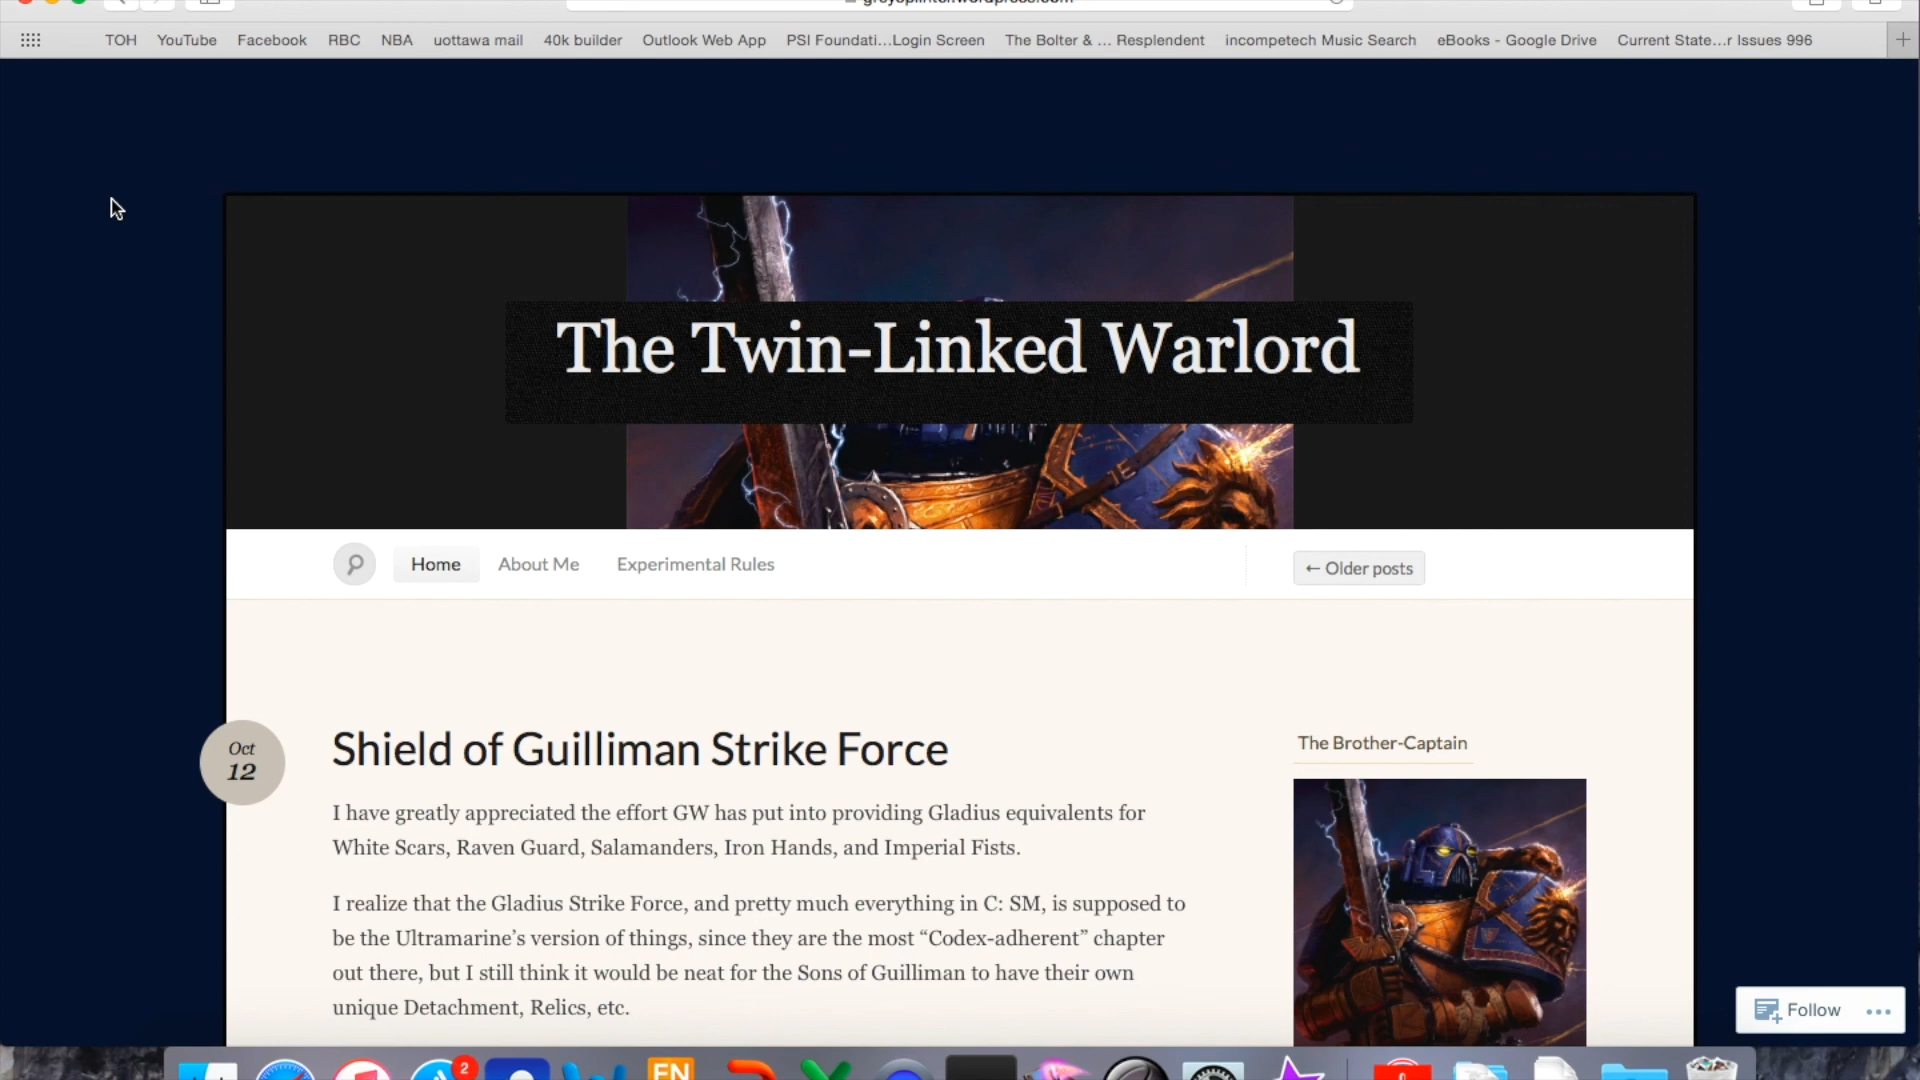 TOH YouTube Facebook RBC NBA uottawa mail 40k builder Outlook Web App PSI Foundati...Login Screen The Bolter & ... Resplendent incompetech Music Search eBooks - Google Drive Current State...r Issues 996
The Twin-Linked Warlord
Home About Me Experimental Rules ← Older posts
Oct
12
Shield of Guilliman Strike Force
I have greatly appreciated the effort GW has put into providing Gladius equivalents for
White Scars, Raven Guard, Salamanders, Iron Hands, and Imperial Fists.
I realize that the Gladius Strike Force, and pretty much everything in C: SM, is supposed to
be the Ultramarine’s version of things, since they are the most “Codex-adherent” chapter
out there, but I still think it would be neat for the Sons of Guilliman to have their own
unique Detachment, Relics, etc.
The Brother-Captain
Follow
2
EN